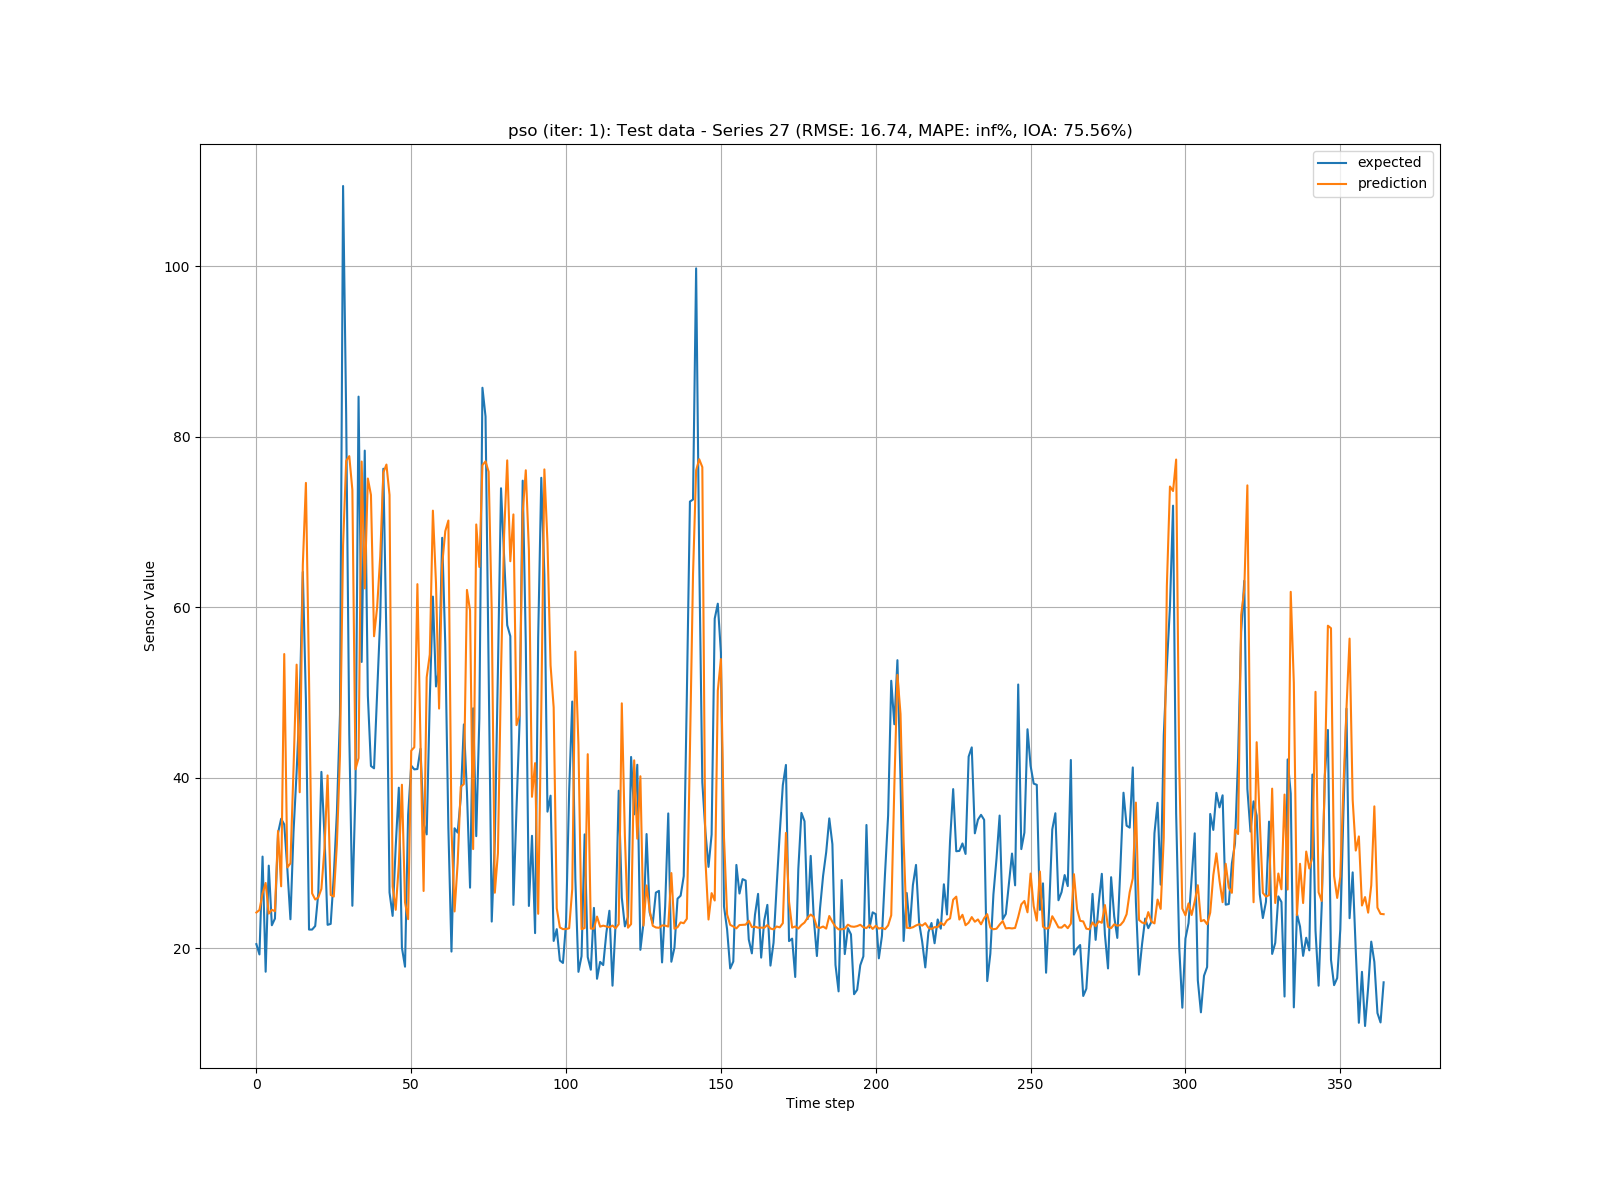 pso (iter: 1): Test data - Series 27 (RMSE: 16.74, MAPE: inf%, IOA: 75.56%)
expected
prediction
100
80
60
40
20
Sensor Value
0 50 100 150 200 250 300 350
Time step